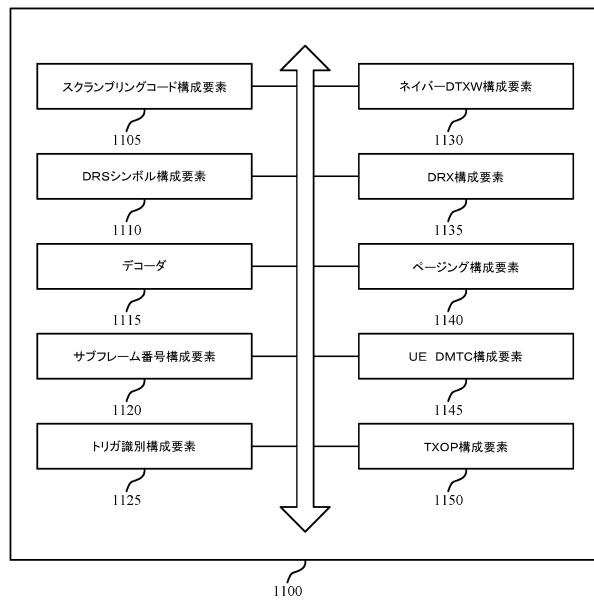 スクランブリングコード構成要素
1105
DRSシンボル構成要素
1110
デコーダ
1115
サブフレーム番号構成要素
1120
トリガ識別構成要素
1125
ネイバーDTXW構成要素
1130
DRX構成要素
1135
ページング構成要素
1140
UE DMTC構成要素
1145
TXOP構成要素
1150
1100